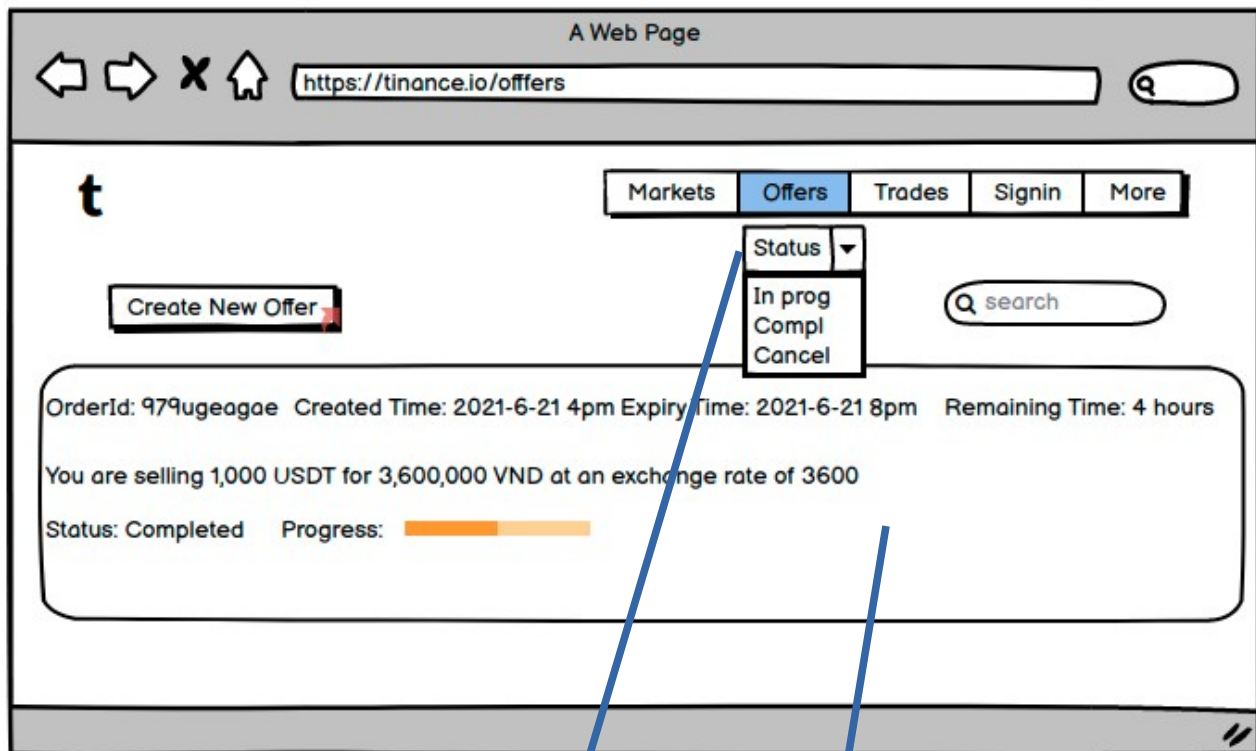 A Web Page
https://tinance.io/offfers
t
Markets Offers Trades Signin More
Status
In prog
Compl
Cancel
Create New Offer
search
OrderId: 979ugeagae Created Time: 2021-6-21 4pm Expiry Time: 2021-6-21 8pm Remaining Time: 4 hours
You are selling 1,000 USDT for 3,600,000 VND at an exchange rate of 3600
Status: Completed Progress: